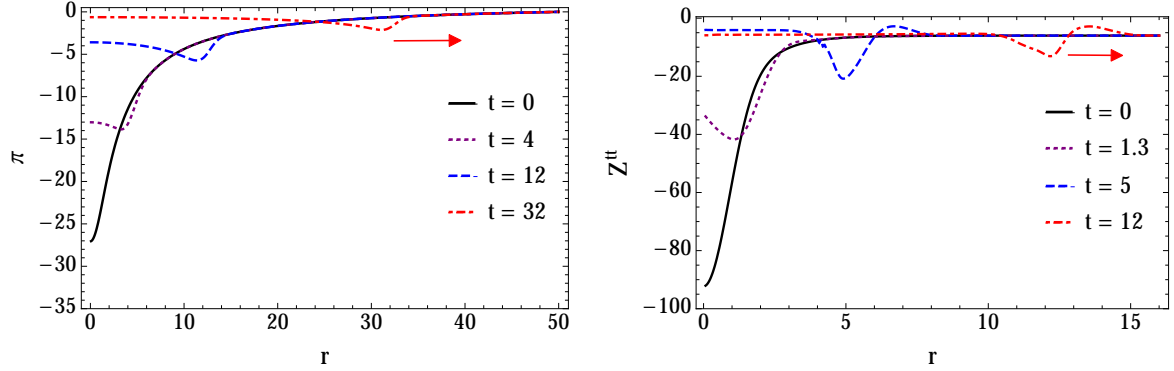 0
−5
−10
−15
−20
−25
−30
−35
π
t = 0
t = 4
t = 12
t = 32
0 10 20 30 40 50
r
0
−20
−40
−60
−80
−100
Z^tt
t = 0
t = 1.3
t = 5
t = 12
0 5 10 15
r